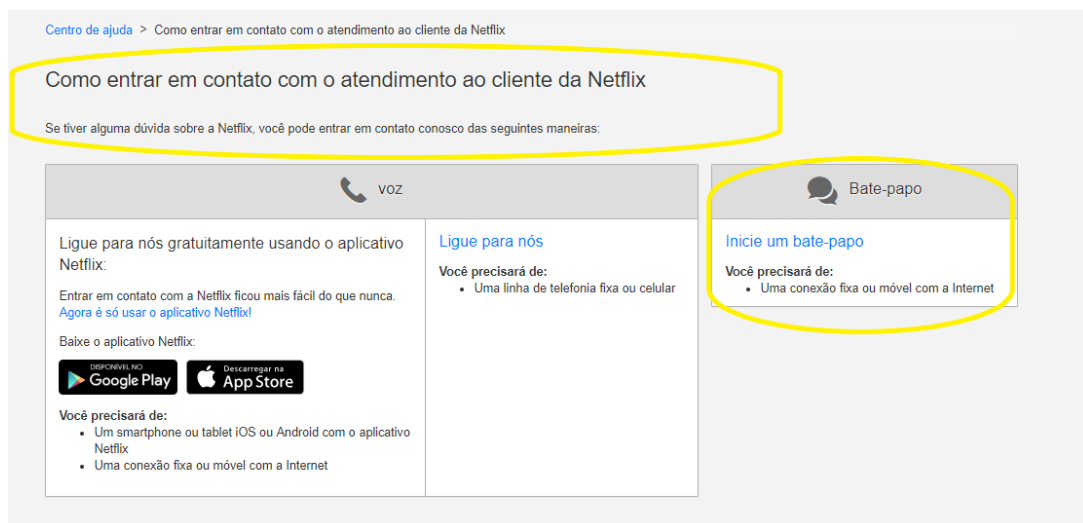 Centro de ajuda > Como entrar em contato com o atendimento ao cliente da Netflix
Como entrar em contato com o atendimento ao cliente da Netflix
Se tiver alguma dúvida sobre a Netflix, você pode entrar em contato conosco das seguintes maneiras:
voz
Ligue para nós gratuitamente usando o aplicativo
Netflix:
Entrar em contato com a Netflix ficou mais fácil do que nunca.
Agora é só usar o aplicativo Netflix!
Baixe o aplicativo Netflix:
DISPONÍVEL NO
Google Play
Descarregar na
App Store
Você precisará de:
• Um smartphone ou tablet iOS ou Android com o aplicativo
Netflix
• Uma conexão fixa ou móvel com a Internet
Ligue para nós
Você precisará de:
• Uma linha de telefonia fixa ou celular
Bate-papo
Inicie um bate-papo
Você precisará de:
• Uma conexão fixa ou móvel com a Internet